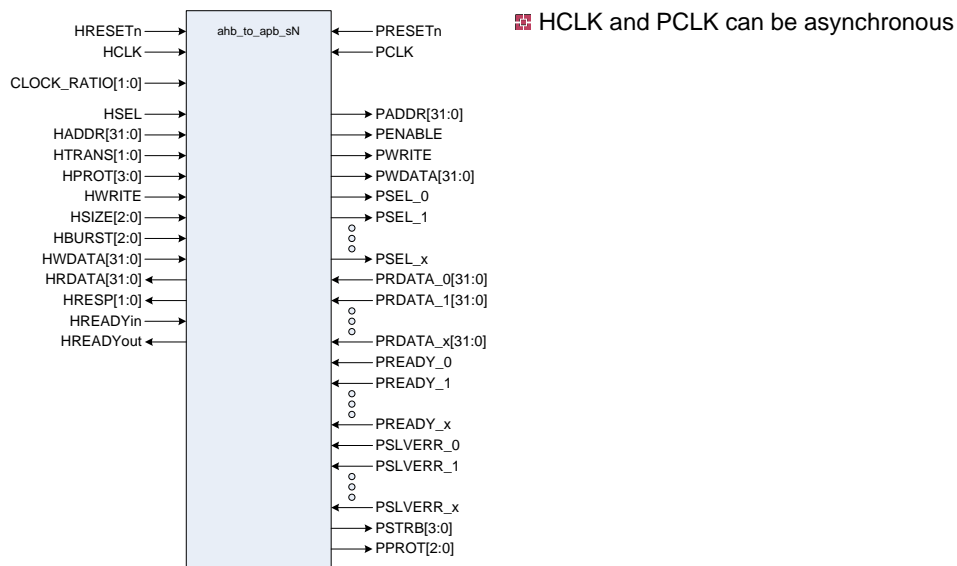 ahb_to_apb_sN
HRESETn
HCLK
CLOCK_RATIO[1:0]
HSEL
HADDR[31:0]
HTRANS[1:0]
HPROT[3:0]
HWRITE
HSIZE[2:0]
HBURST[2:0]
HWDATA[31:0]
HRDATA[31:0]
HRESP[1:0]
HREADYin
HREADYout
PRESETn
PCLK
PADDR[31:0]
PENABLE
PWRITE
PWDATA[31:0]
PSEL_0
PSEL_1
PSEL_x
PRDATA_0[31:0]
PRDATA_1[31:0]
PRDATA_x[31:0]
PREADY_0
PREADY_1
PREADY_x
PSLVERR_0
PSLVERR_1
PSLVERR_x
PSTRB[3:0]
PPROT[2:0]
HCLK and PCLK can be asynchronous